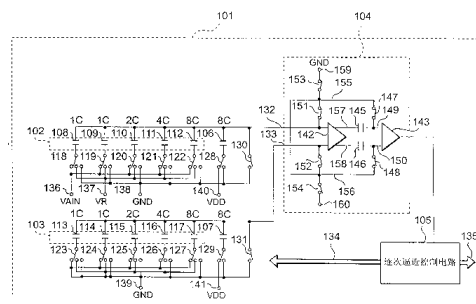 101
104
GND
159
153
155
151
157 145
147
149
143
132
133
142
158 146
150
148
152
156
154
160
1C 1C 2C 4C 8C 8C
108 109 110 111 112 106
102
118 119 120 121 122 128
130
136 137 138 140
VAIN VR GND VDD
1C 1C 2C 4C 8C 8C
113 114 115 116 117 107
103
123 124 125 126 127 129
131
139 141
GND VDD
134
105
逐次逼近控制电路
135